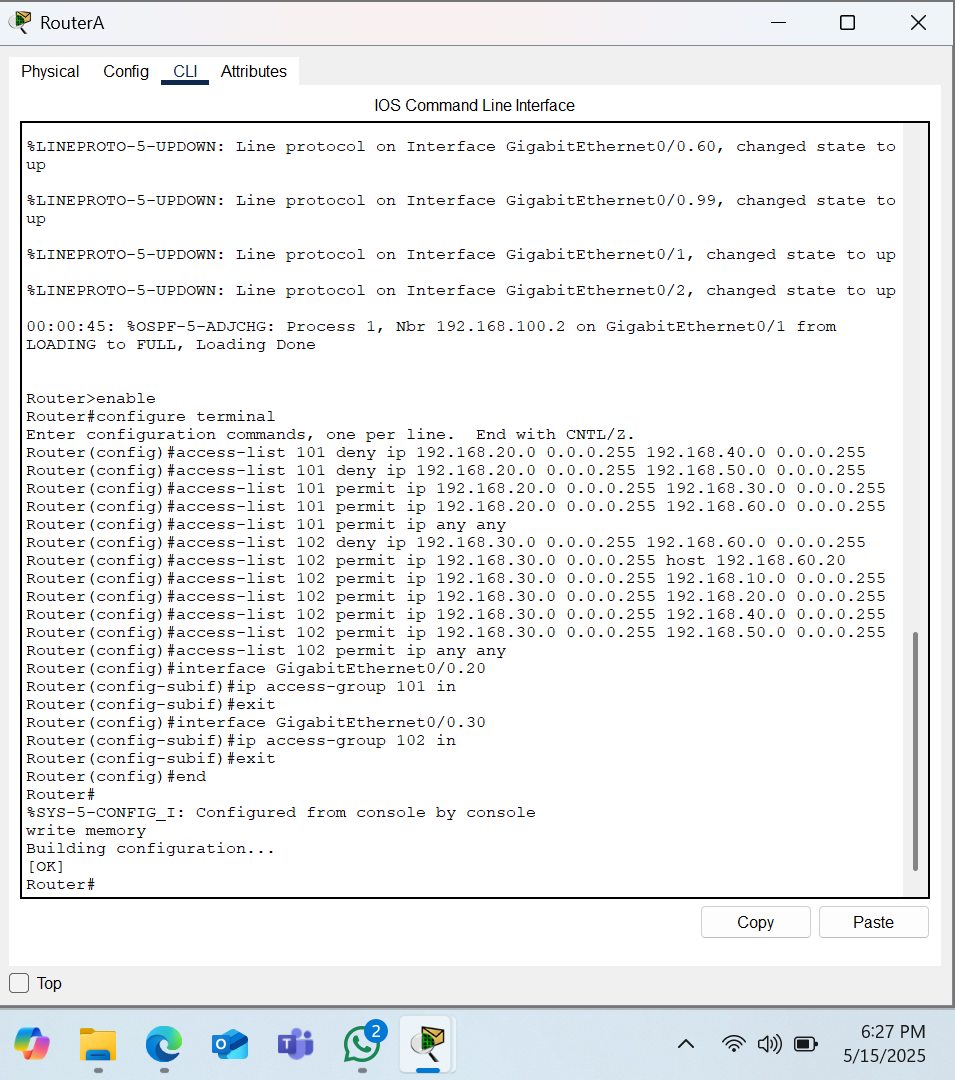 RouterA
Physical Config CLI Attributes
IOS Command Line Interface
%LINEPROTO-5-UPDOWN: Line protocol on Interface GigabitEthernet0/0.60, changed state to
up
%LINEPROTO-5-UPDOWN: Line protocol on Interface GigabitEthernet0/0.99, changed state to
up
%LINEPROTO-5-UPDOWN: Line protocol on Interface GigabitEthernet0/1, changed state to up
%LINEPROTO-5-UPDOWN: Line protocol on Interface GigabitEthernet0/2, changed state to up
00:00:45: %OSPF-5-ADJCHG: Process 1, Nbr 192.168.100.2 on GigabitEthernet0/1 from
LOADING to FULL, Loading Done
Router>enable
Router#configure terminal
Enter configuration commands, one per line.  End with CNTL/Z.
Router(config)#access-list 101 deny ip 192.168.20.0 0.0.0.255 192.168.40.0 0.0.0.255
Router(config)#access-list 101 deny ip 192.168.20.0 0.0.0.255 192.168.50.0 0.0.0.255
Router(config)#access-list 101 permit ip 192.168.20.0 0.0.0.255 192.168.30.0 0.0.0.255
Router(config)#access-list 101 permit ip 192.168.20.0 0.0.0.255 192.168.60.0 0.0.0.255
Router(config)#access-list 101 permit ip any any
Router(config)#access-list 102 deny ip 192.168.30.0 0.0.0.255 192.168.60.0 0.0.0.255
Router(config)#access-list 102 permit ip 192.168.30.0 0.0.0.255 host 192.168.60.20
Router(config)#access-list 102 permit ip 192.168.30.0 0.0.0.255 192.168.10.0 0.0.0.255
Router(config)#access-list 102 permit ip 192.168.30.0 0.0.0.255 192.168.20.0 0.0.0.255
Router(config)#access-list 102 permit ip 192.168.30.0 0.0.0.255 192.168.40.0 0.0.0.255
Router(config)#access-list 102 permit ip 192.168.30.0 0.0.0.255 192.168.50.0 0.0.0.255
Router(config)#access-list 102 permit ip any any
Router(config)#interface GigabitEthernet0/0.20
Router(config-subif)#ip access-group 101 in
Router(config-subif)#exit
Router(config)#interface GigabitEthernet0/0.30
Router(config-subif)#ip access-group 102 in
Router(config-subif)#exit
Router(config)#end
Router#
%SYS-5-CONFIG_I: Configured from console by console
write memory
Building configuration...
[OK]
Router#
Copy Paste
Top
2
6:27 PM
5/15/2025